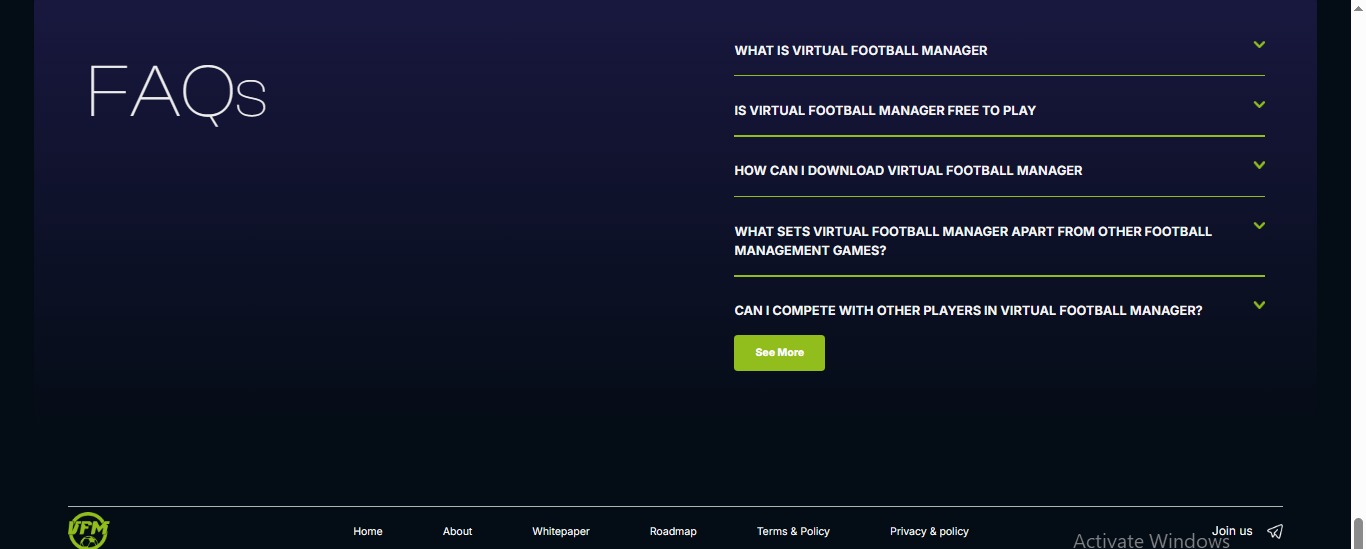 FAQs
WHAT IS VIRTUAL FOOTBALL MANAGER
IS VIRTUAL FOOTBALL MANAGER FREE TO PLAY
HOW CAN I DOWNLOAD VIRTUAL FOOTBALL MANAGER
WHAT SETS VIRTUAL FOOTBALL MANAGER APART FROM OTHER FOOTBALL
MANAGEMENT GAMES?
CAN I COMPETE WITH OTHER PLAYERS IN VIRTUAL FOOTBALL MANAGER?
See More
VFM
Home
About
Whitepaper
Roadmap
Terms & Policy
Privacy & policy
Join us
Activate Windows